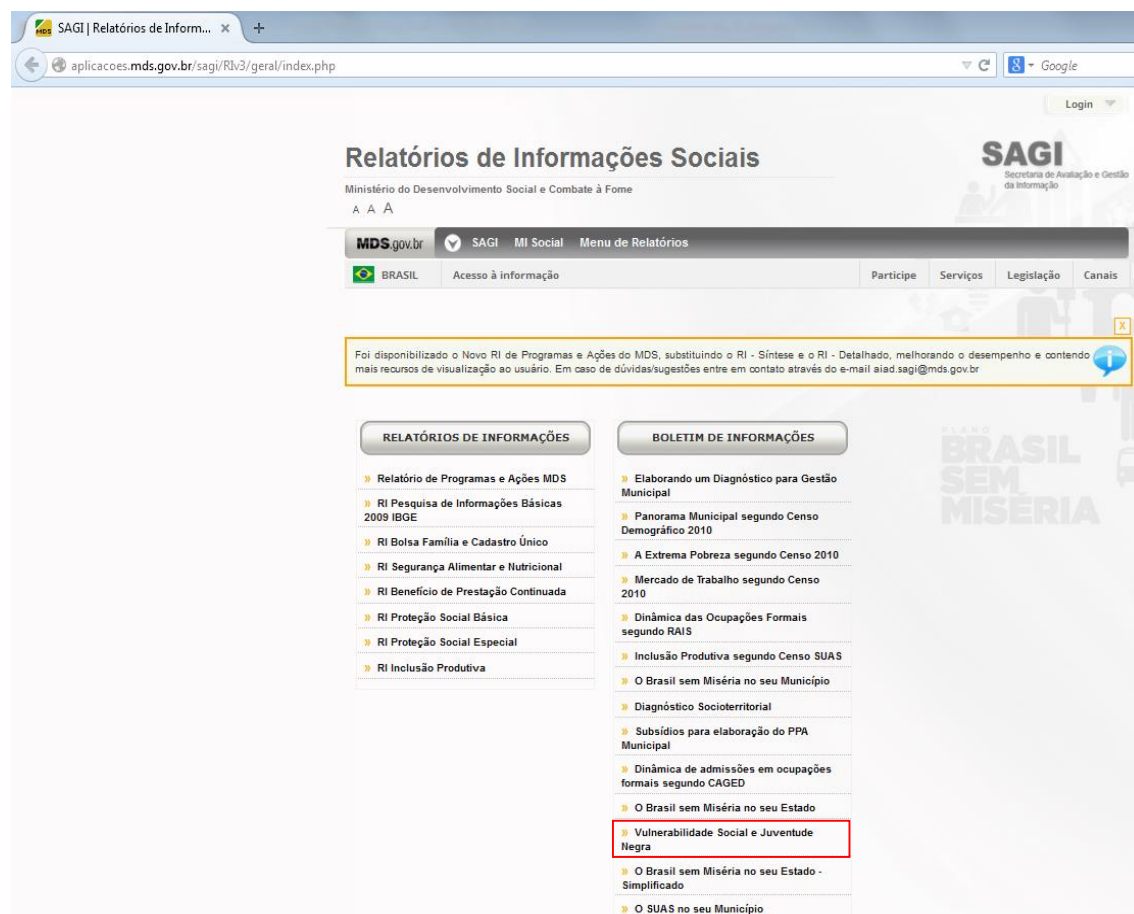 SAGI | Relatórios de Inform... × +
aplicacoes.mds.gov.br/sagi/RIv3/geral/index.php
Google
Login
Relatórios de Informações Sociais
Ministério do Desenvolvimento Social e Combate à Fome
A A A
SAGI
Secretaria de Avaliação e Gestão
da Informação
MDS.gov.br SAGI MI Social Menu de Relatórios
BRASIL Acesso à informação Participe Serviços Legislação Canais
X
Foi disponibilizado o Novo RI de Programas e Ações do MDS, substituindo o RI - Síntese e o RI - Detalhado, melhorando o desempenho e contendo
mais recursos de visualização ao usuário. Em caso de dúvidas/sugestões entre em contato através do e-mail aiad.sagi@mds.gov.br
RELATÓRIOS DE INFORMAÇÕES
» Relatório de Programas e Ações MDS
» RI Pesquisa de Informações Básicas
2009 IBGE
» RI Bolsa Família e Cadastro Único
» RI Segurança Alimentar e Nutricional
» RI Benefício de Prestação Continuada
» RI Proteção Social Básica
» RI Proteção Social Especial
» RI Inclusão Produtiva
BOLETIM DE INFORMAÇÕES
» Elaborando um Diagnóstico para Gestão
Municipal
» Panorama Municipal segundo Censo
Demográfico 2010
» A Extrema Pobreza segundo Censo 2010
» Mercado de Trabalho segundo Censo
2010
» Dinâmica das Ocupações Formais
segundo RAIS
» Inclusão Produtiva segundo Censo SUAS
» O Brasil sem Miséria no seu Município
» Diagnóstico Socioterritorial
» Subsídios para elaboração do PPA
Municipal
» Dinâmica de admissões em ocupações
formais segundo CAGED
» O Brasil sem Miséria no seu Estado
» Vulnerabilidade Social e Juventude
Negra
» O Brasil sem Miséria no seu Estado -
Simplificado
» O SUAS no seu Município
PLANO
BRASIL
SEM
MISÉRIA